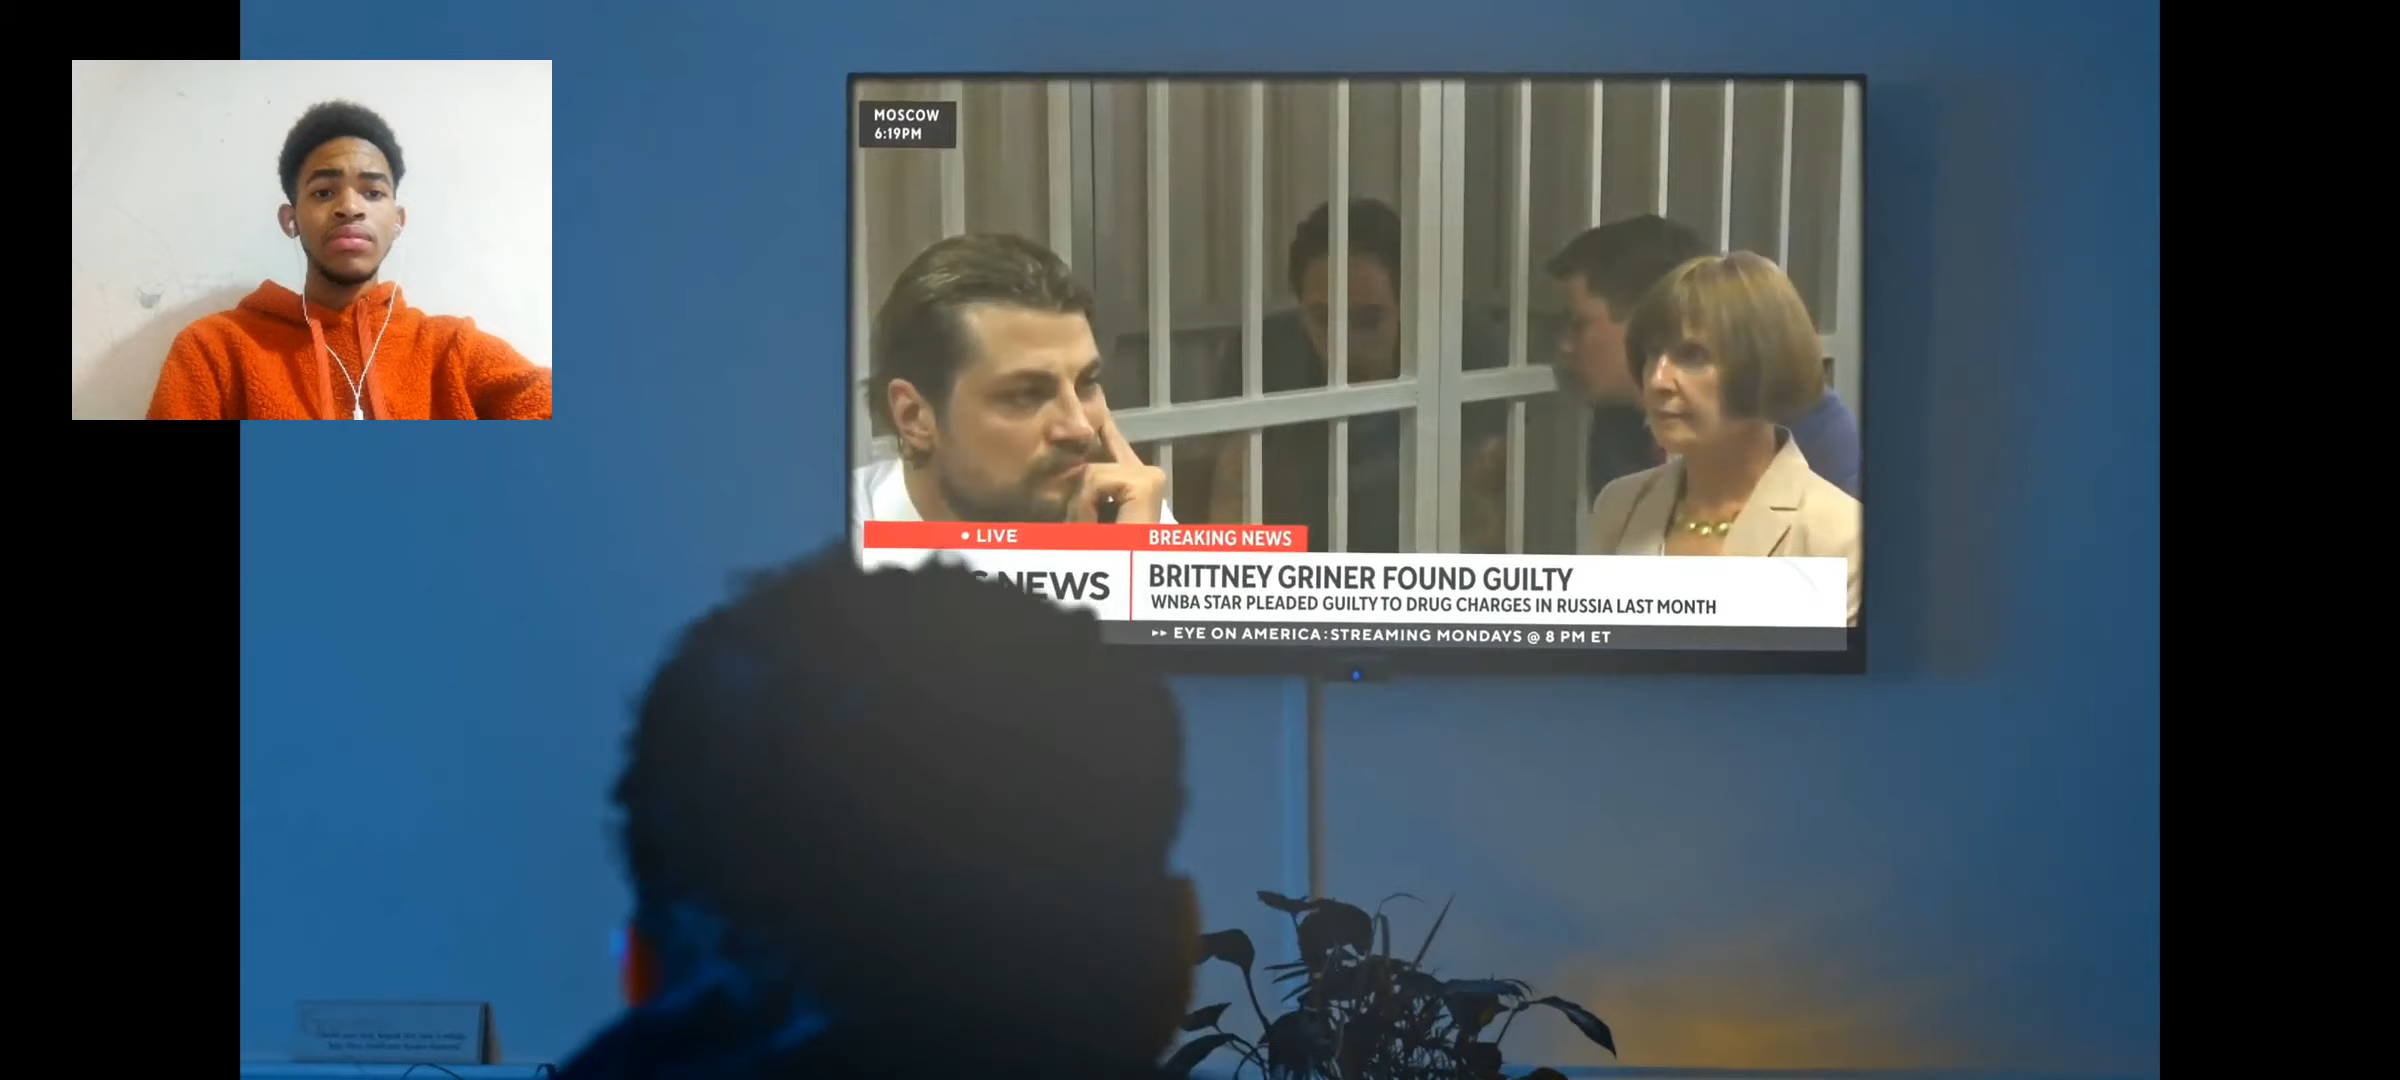 MOSCOW
6:19PM
• LIVE
BREAKING NEWS
NEWS
BRITTNEY GRINER FOUND GUILTY
WNBA STAR PLEADED GUILTY TO DRUG CHARGES IN RUSSIA LAST MONTH
▸▸ EYE ON AMERICA: STREAMING MONDAYS @ 8 PM ET